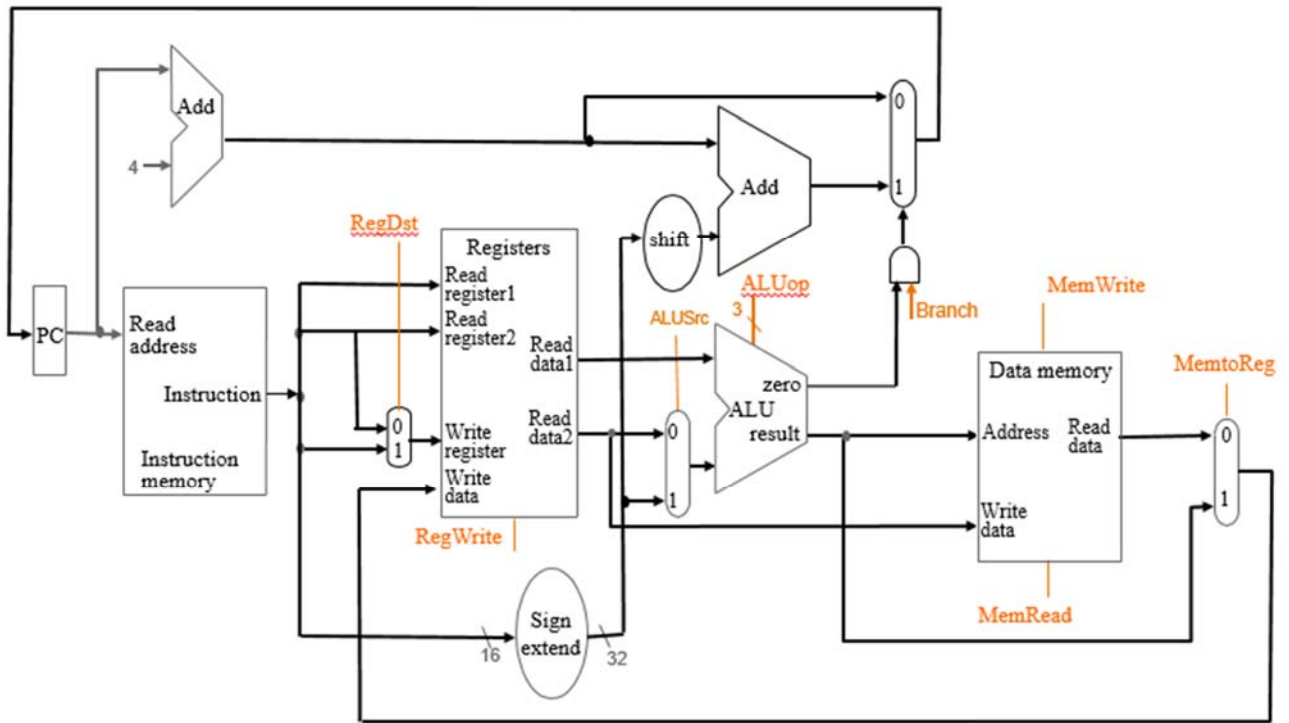 Add
4
PC
Read
address
Instruction
Instruction
memory
RegDst
0
1
Registers
Read
register1
Read
register2
Write
register
Write
data
Read
data1
Read
data2
RegWrite
Sign
extend
16
32
shift
Add
0
1
Branch
ALUSrc
0
1
ALUop
3
zero
ALU
result
MemWrite
Data memory
Address
Read
data
Write
data
MemRead
MemtoReg
0
1